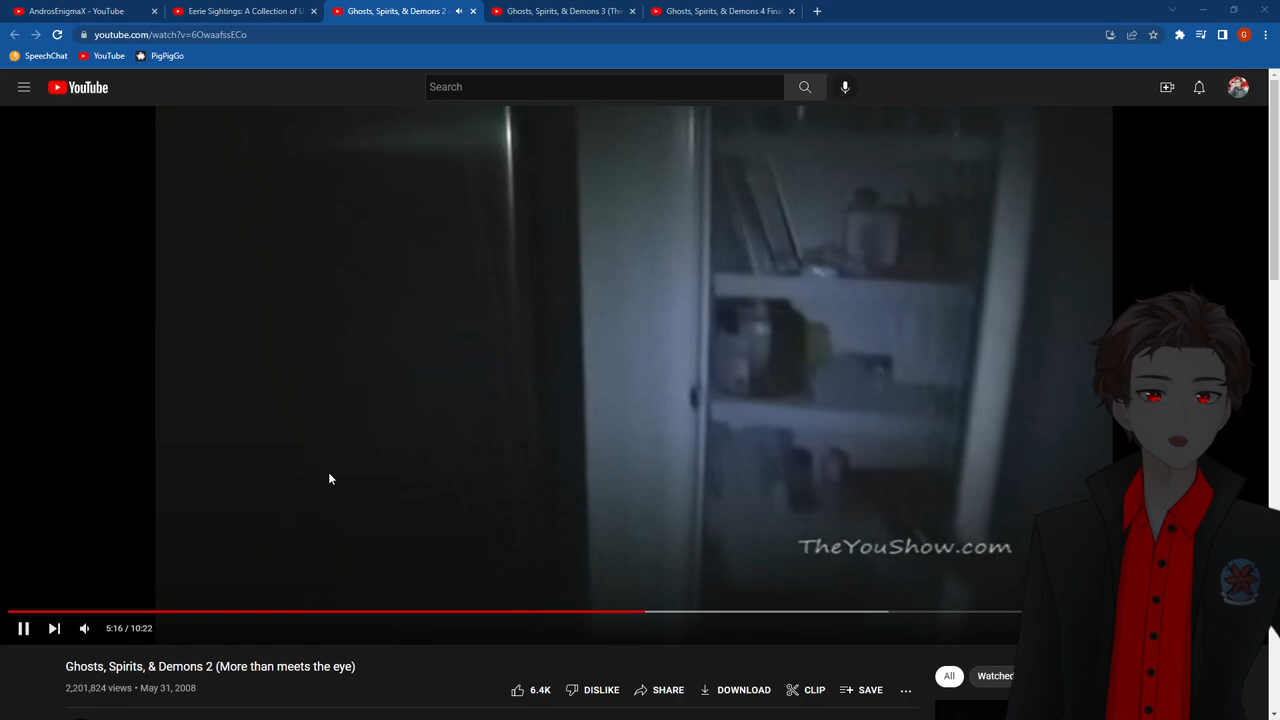 AndrosEnigmaX - YouTube
Eerie Sightings: A Collection of U
Ghosts, Spirits, & Demons 2
Ghosts, Spirits, & Demons 3 (Thi
Ghosts, Spirits, & Demons 4 Fina
youtube.com/watch?v=6OwaafssECo
G
SpeechChat
YouTube
PigPigGo
YouTube
Search
TheYouShow.com
5:16 / 10:22
Ghosts, Spirits, & Demons 2 (More than meets the eye)
2,201,824 views • May 31, 2008
6.4K
DISLIKE
SHARE
DOWNLOAD
CLIP
SAVE
All
Watched